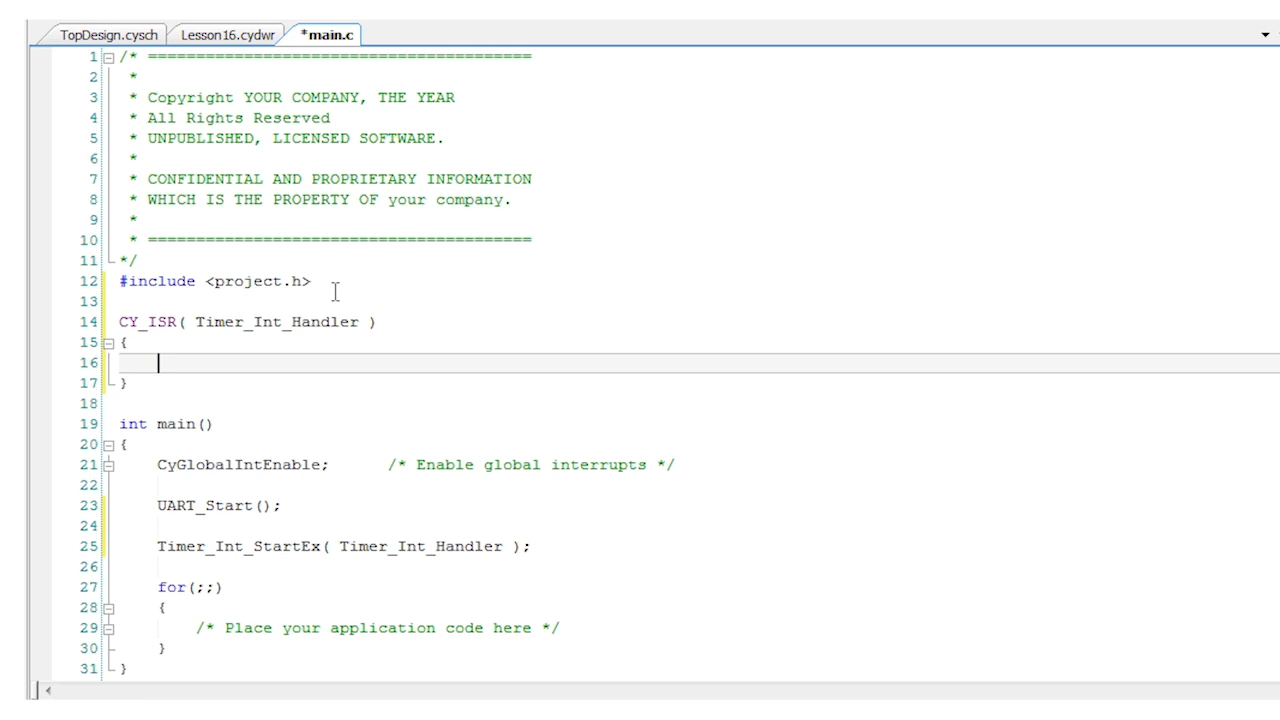 TopDesign.cysch Lesson16.cydwr *main.c
1 /* ========================================
2 *
3 * Copyright YOUR COMPANY, THE YEAR
4 * All Rights Reserved
5 * UNPUBLISHED, LICENSED SOFTWARE.
6 *
7 * CONFIDENTIAL AND PROPRIETARY INFORMATION
8 * WHICH IS THE PROPERTY OF your company.
9 *
10 * ========================================
11 */
12 #include <project.h>
13
14 CY_ISR( Timer_Int_Handler )
15 {
16
17 }
18
19 int main()
20 {
21 CyGlobalIntEnable; /* Enable global interrupts */
22
23 UART_Start();
24
25 Timer_Int_StartEx( Timer_Int_Handler );
26
27 for(;;)
28 {
29 /* Place your application code here */
30 }
31 }